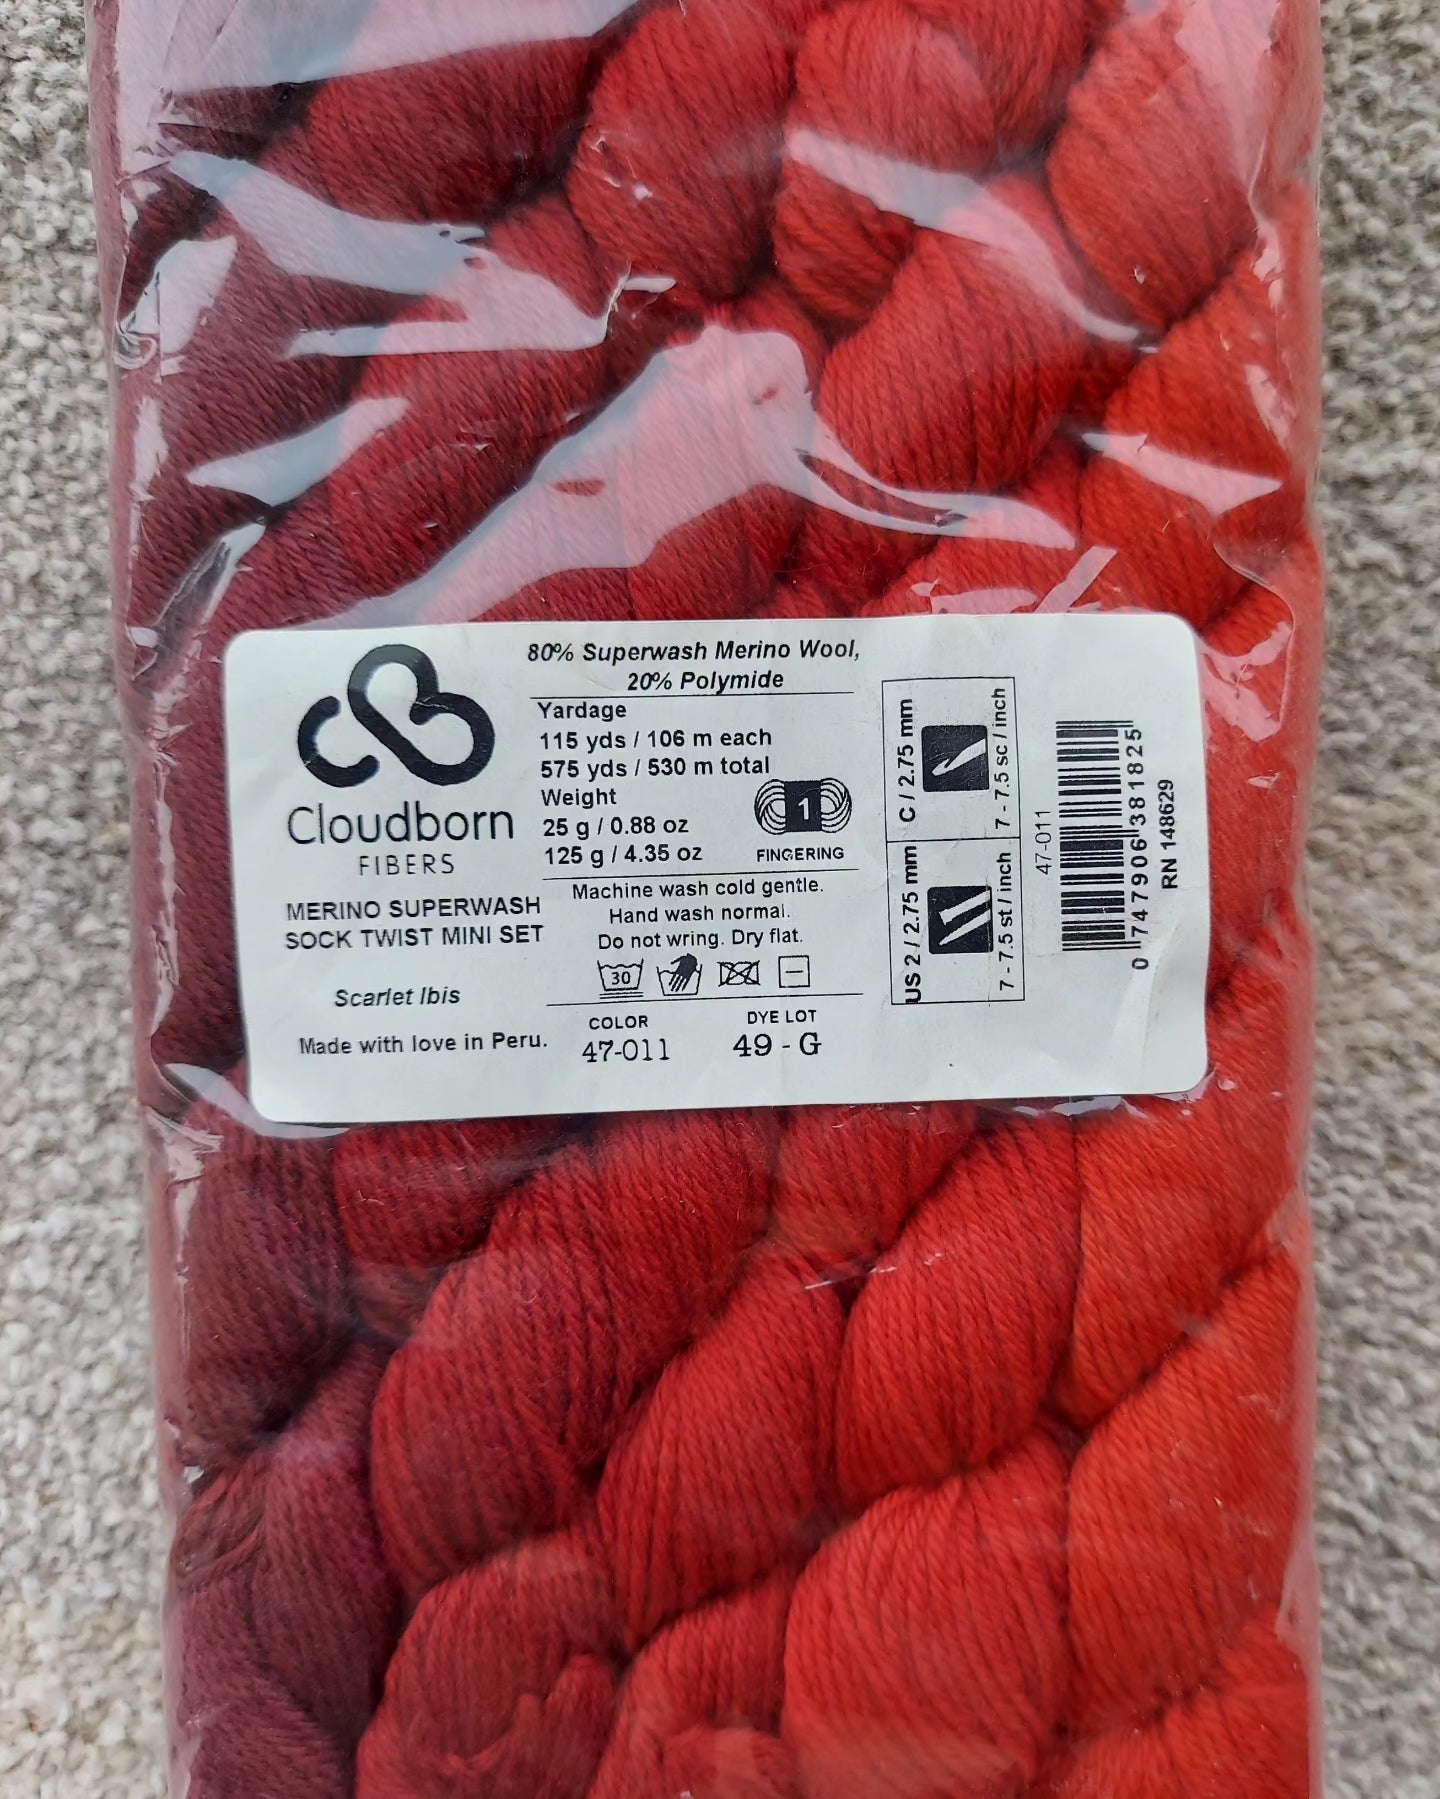 Cloudborn
FIBERS
MERINO SUPERWASH
SOCK TWIST MINI SET
Scarlet Ibis
Made with love in Peru.
80% Superwash Merino Wool,
20% Polymide
Yardage
115 yds / 106 m each
575 yds / 530 m total
Weight
25 g / 0.88 oz
125 g / 4.35 oz
1
FINGERING
Machine wash cold gentle.
Hand wash normal.
Do not wring. Dry flat.
30
COLOR
47-011
DYE LOT
49 - G
C / 2.75 mm
7 - 7.5 sc / inch
US 2 / 2.75 mm
7 - 7.5 st / inch
47-011
0 747906 381825
RN 148629